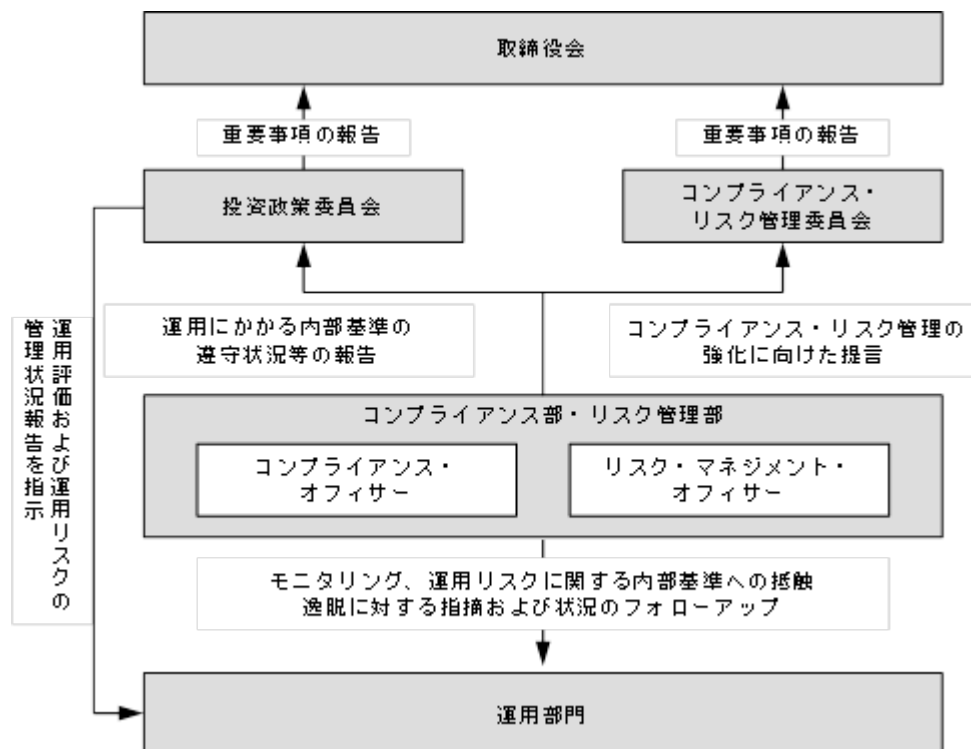 取締役会
重要事項の報告
重要事項の報告
投資政策委員会
コンプライアンス・
リスク管理委員会
運用にかかる内部基準の
遵守状況等の報告
コンプライアンス・リスク管理の
強化に向けた提言
運用評価および運用リスクの
管理状況報告を指示
コンプライアンス部・リスク管理部
コンプライアンス・
オフィサー
リスク・マネジメント・
オフィサー
モニタリング、運用リスクに関する内部基準への抵触
逸脱に対する指摘および状況のフォローアップ
運用部門